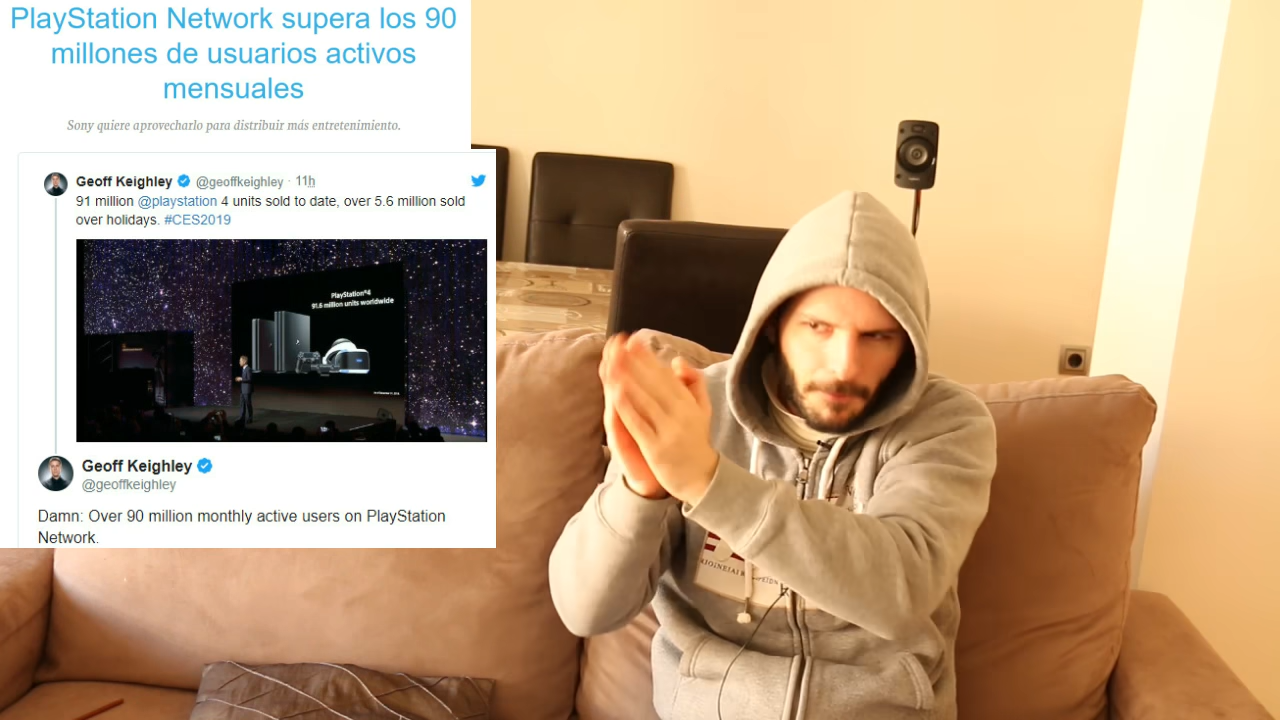 PlayStation Network supera los 90
millones de usuarios activos
mensuales
Sony quiere aprovecharlo para distribuir más entretenimiento.
Geoff Keighley @geoffkeighley · 11h
91 million @playstation 4 units sold to date, over 5.6 million sold
over holidays. #CES2019
PlayStation®4
91.6 million units worldwide
Geoff Keighley
@geoffkeighley
Damn: Over 90 million monthly active users on PlayStation
Network.